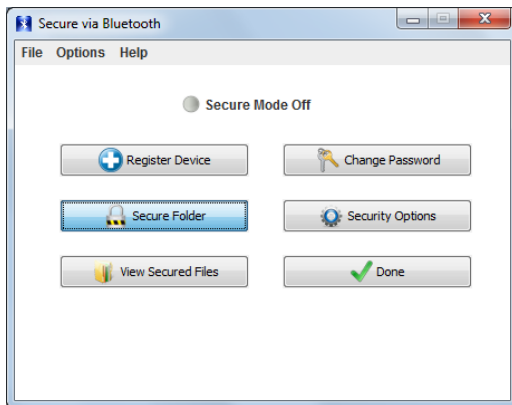 Secure via Bluetooth
File Options Help
Secure Mode Off
Register Device Change Password
Secure Folder Security Options
View Secured Files Done